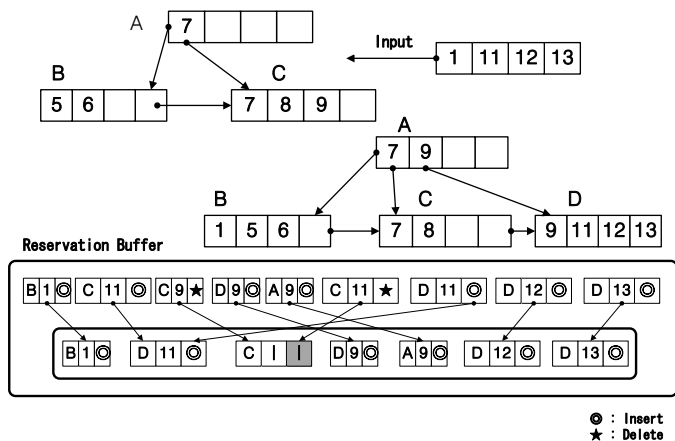 A
7
Input
1 11 12 13
B
C
5 6
7 8 9
A
7 9
B
C
D
1 5 6
7 8
9 11 12 13
Reservation Buffer
B 1 ◎ C 11 ◎ C 9 ★ D 9 ◎ A 9 ◎ C 11 ★ D 11 ◎ D 12 ◎ D 13 ◎
B 1 ◎ D 11 ◎ C I I D 9 ◎ A 9 ◎ D 12 ◎ D 13 ◎
◎ : Insert
★ : Delete